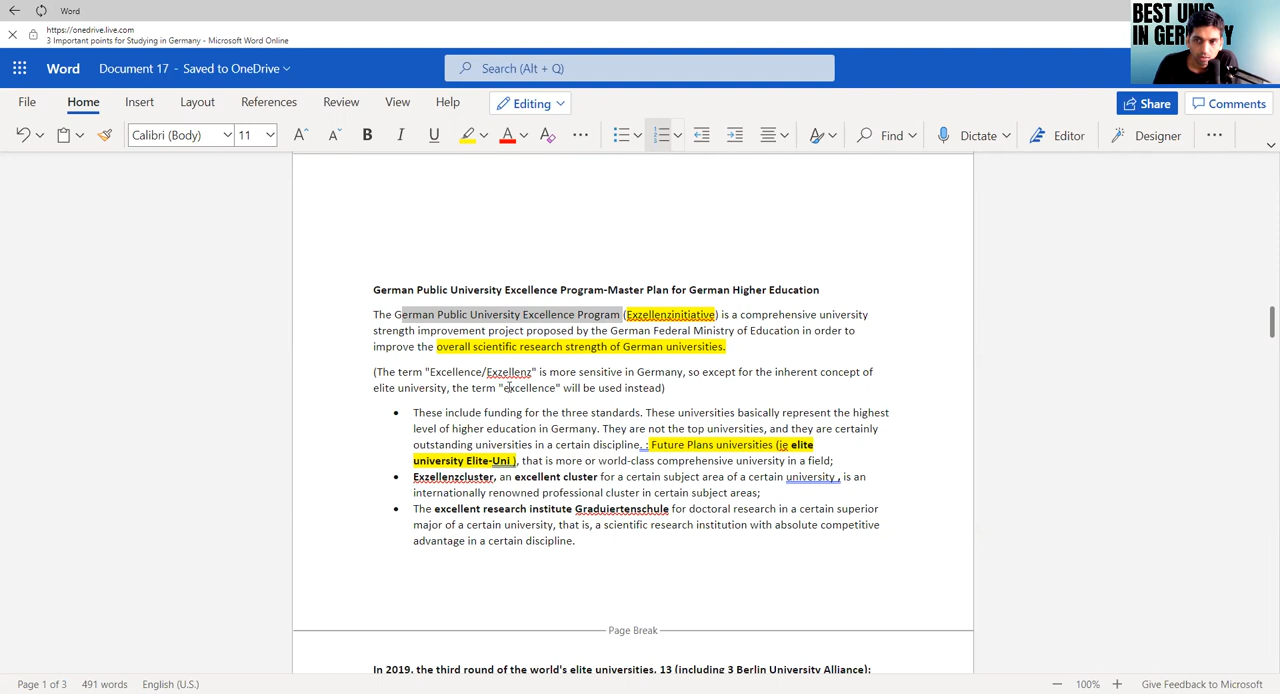 Word
https://onedrive.live.com
3 Important points for Studying in Germany - Microsoft Word Online
BEST UNIS
IN GERMANY
Word Document 17 - Saved to OneDrive Search (Alt + Q)
File Home Insert Layout References Review View Help Editing Share Comments
Calibri (Body) 11 A A B I U A A Find Dictate Editor Designer
German Public University Excellence Program-Master Plan for German Higher Education
The German Public University Excellence Program (Exzellenzinitiative) is a comprehensive university
strength improvement project proposed by the German Federal Ministry of Education in order to
improve the overall scientific research strength of German universities.
(The term "Excellence/Exzellenz" is more sensitive in Germany, so except for the inherent concept of
elite university, the term "excellence" will be used instead)
• These include funding for the three standards. These universities basically represent the highest
level of higher education in Germany. They are not the top universities, and they are certainly
outstanding universities in a certain discipline. : Future Plans universities (ie elite
university Elite-Uni ), that is more or world-class comprehensive university in a field;
• Exzellenzcluster, an excellent cluster for a certain subject area of a certain university , is an
internationally renowned professional cluster in certain subject areas;
• The excellent research institute Graduiertenschule for doctoral research in a certain superior
major of a certain university, that is, a scientific research institution with absolute competitive
advantage in a certain discipline.
Page Break
In 2019, the third round of the world's elite universities, 13 (including 3 Berlin University Alliance):
Page 1 of 3 491 words English (U.S.) 100% Give Feedback to Microsoft